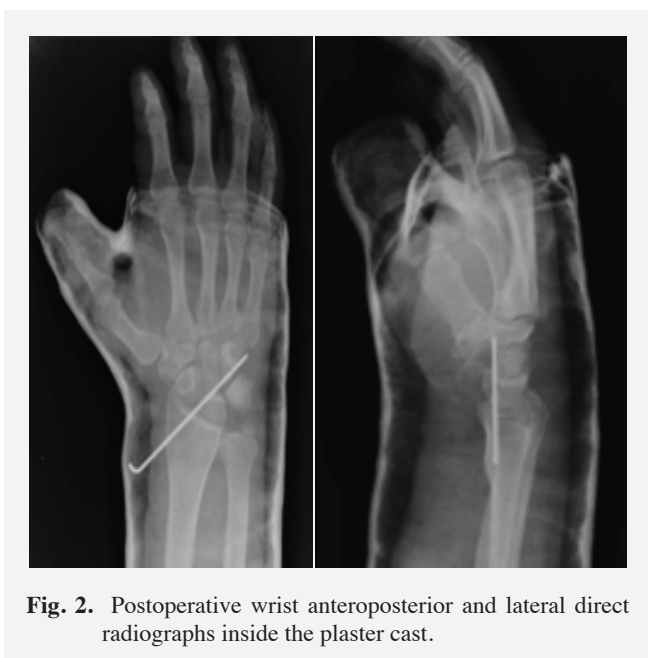 Fig. 2. Postoperative wrist anteroposterior and lateral direct
radiographs inside the plaster cast.